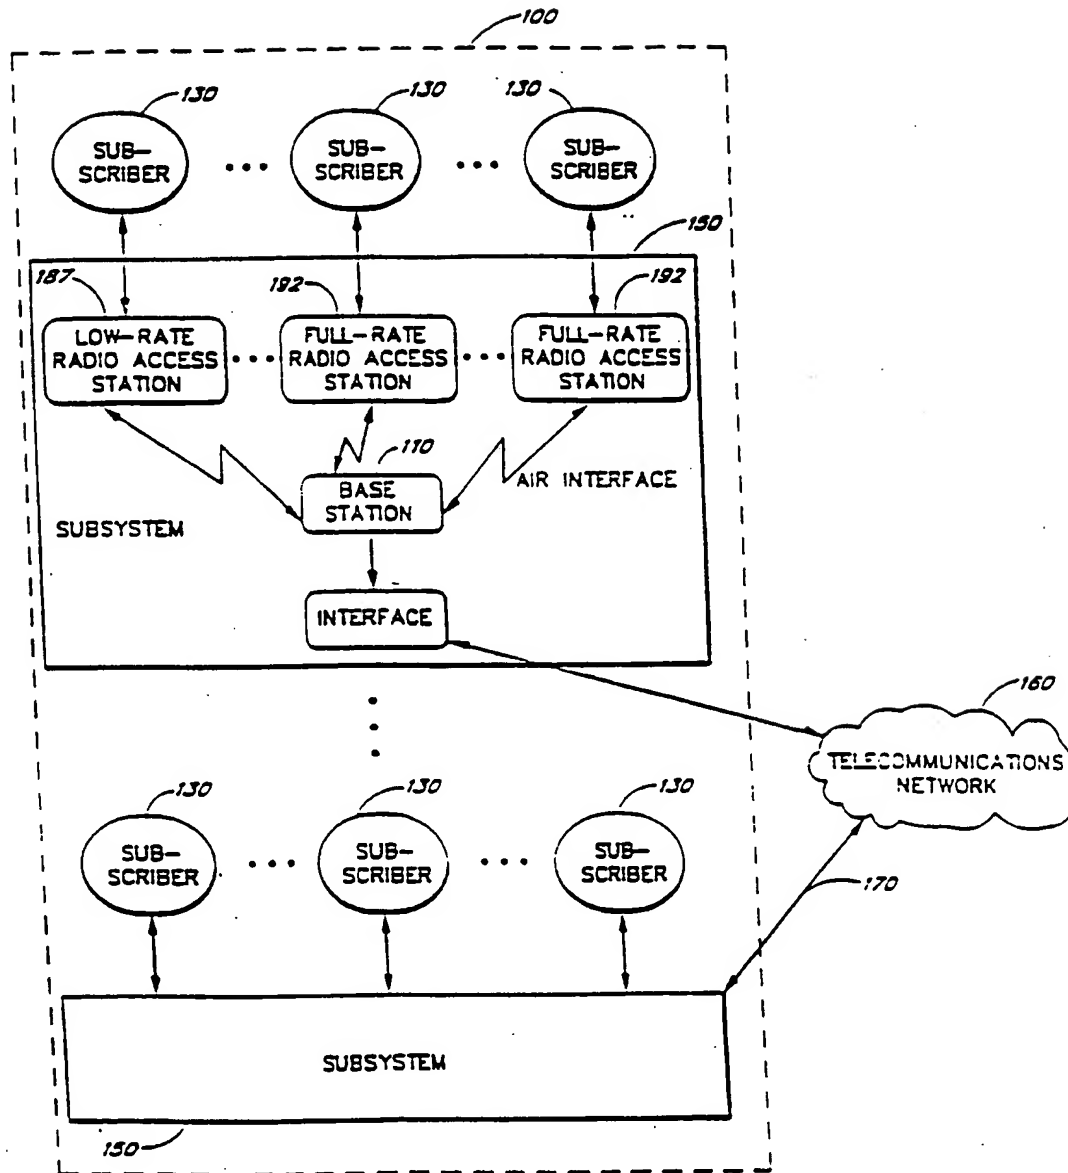 100
130
130
130
SUB-
SCRIBER
SUB-
SCRIBER
SUB-
SCRIBER
150
187
192
192
LOW-RATE
RADIO ACCESS
STATION
FULL-RATE
RADIO ACCESS
STATION
FULL-RATE
RADIO ACCESS
STATION
110
AIR INTERFACE
BASE
STATION
SUBSYSTEM
INTERFACE
160
TELECOMMUNICATIONS
NETWORK
130
130
130
SUB-
SCRIBER
SUB-
SCRIBER
SUB-
SCRIBER
170
SUBSYSTEM
150